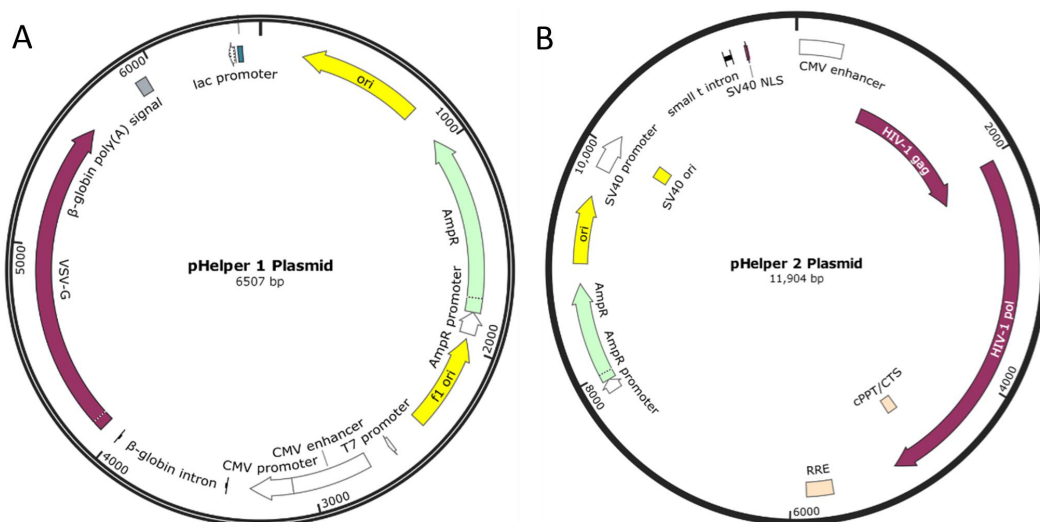 A
lac promoter
ori
1000
AmpR
AmpR promoter
2000
f1 ori
T7 promoter
CMV enhancer
CMV promoter
3000
β-globin intron
4000
VSV-G
5000
β-globin poly(A) signal
6000
pHelper 1 Plasmid
6507 bp
B
CMV enhancer
HIV-1 gag
2000
HIV-1 pol
4000
cPPT/CTS
RRE
6000
AmpR promoter
8000
AmpR
ori
10,000
SV40 promoter
SV40 ori
small t intron
SV40 NLS
pHelper 2 Plasmid
11,904 bp